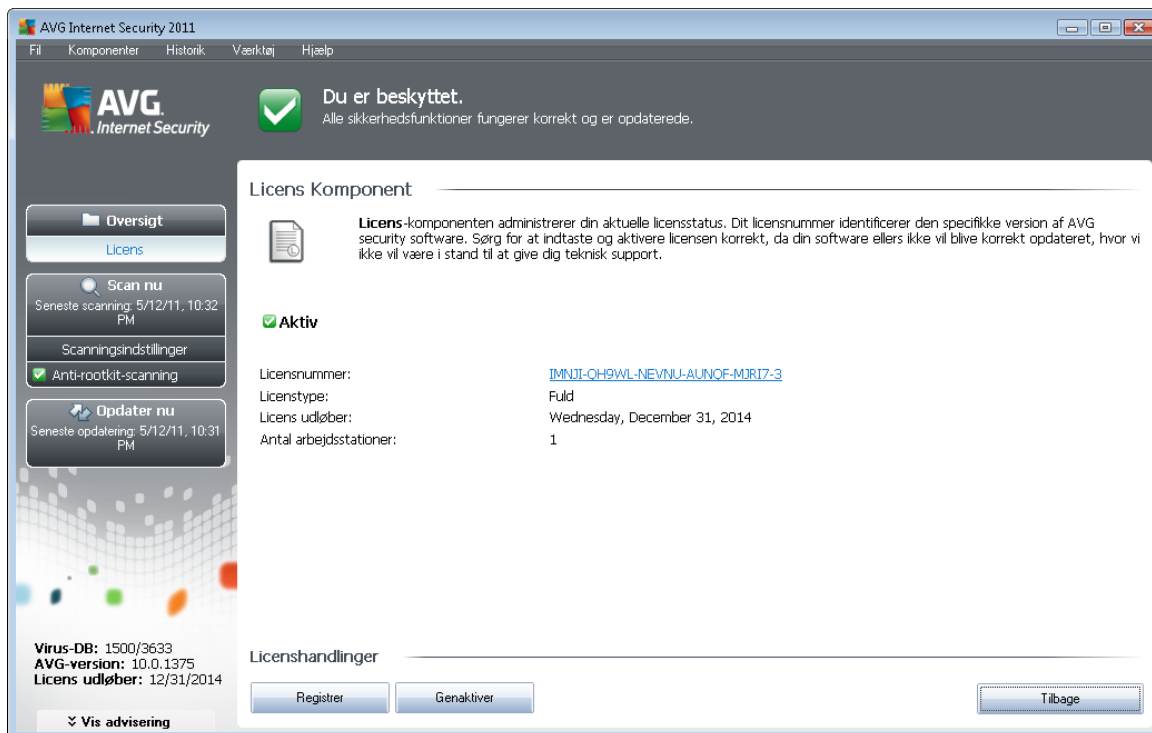 AVG Internet Security 2011
Fil Komponenter Historik Værktøj Hjælp
AVG.
Internet Security
Du er beskyttet.
Alle sikkerhedsfunktioner fungerer korrekt og er opdaterede.
Oversigt
Licens
Scan nu
Seneste scanning: 5/12/11, 10:32
PM
Scanningsindstillinger
Anti-rootkit-scanning
Opdater nu
Seneste opdatering: 5/12/11, 10:31
PM
Virus-DB: 1500/3633
AVG-version: 10.0.1375
Licens udløber: 12/31/2014
Vis advisering
Licens Komponent
Licens-komponenten administrerer din aktuelle licensstatus. Dit licensnummer identificerer den specifikke version af AVG
security software. Sørg for at indtaste og aktivere licensen korrekt, da din software ellers ikke vil blive korrekt opdateret, hvor vi
ikke vil være i stand til at give dig teknisk support.
Aktiv
Licensnummer: IMNJI-QH9WL-NEVNU-AUNQF-MJRI7-3
Licenstype: Fuld
Licens udløber: Wednesday, December 31, 2014
Antal arbejdsstationer: 1
Licenshandlinger
Registrer Genaktiver Tilbage